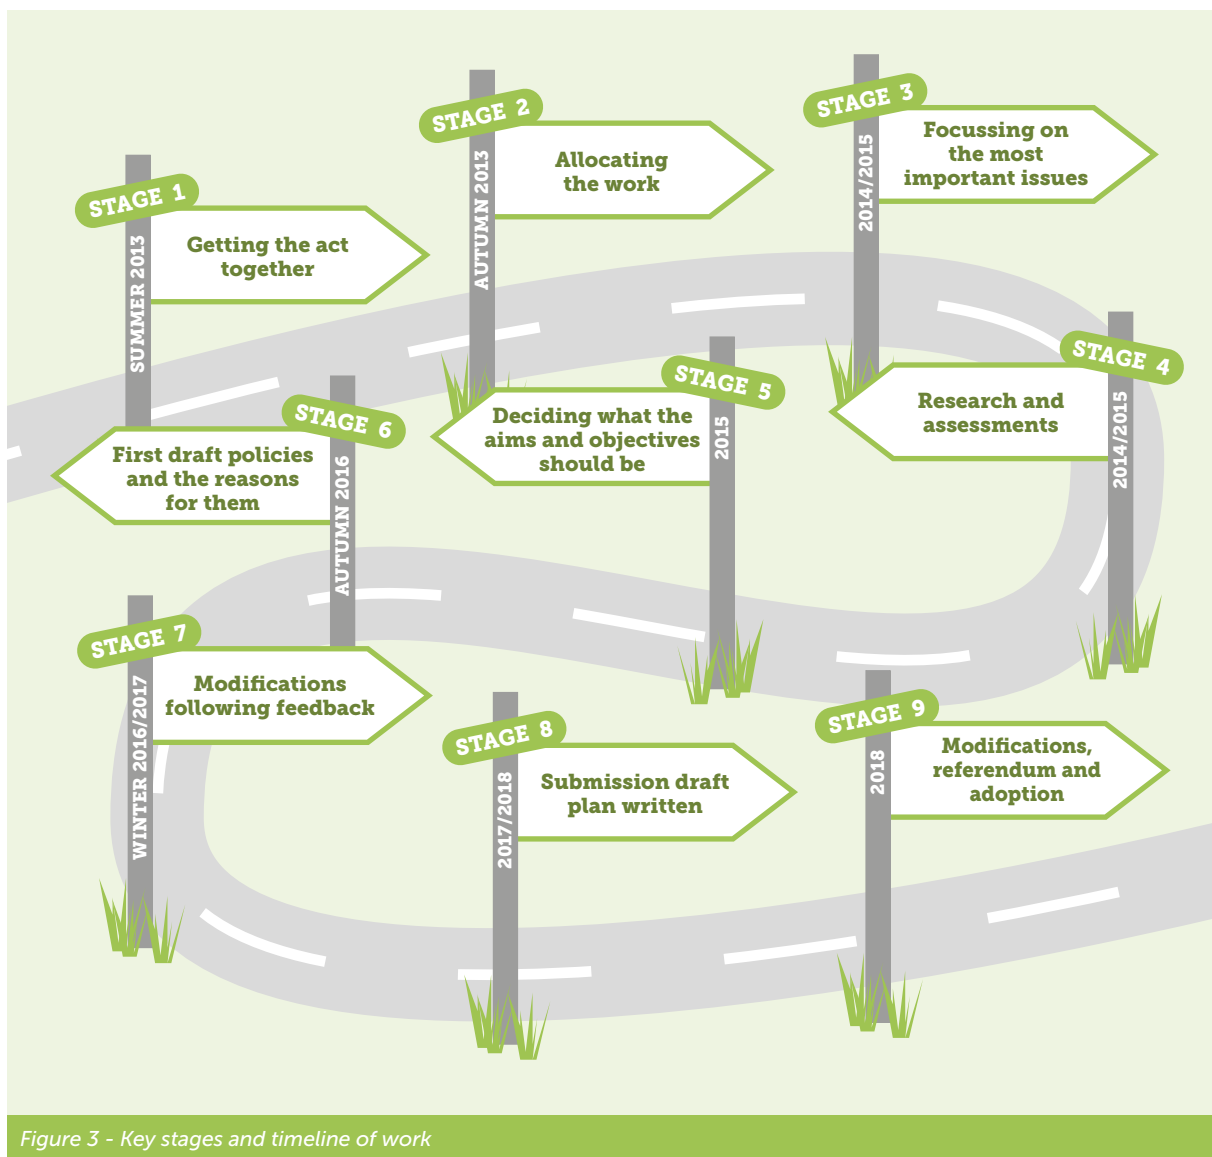 STAGE 1
SUMMER 2013
Getting the act
together
STAGE 2
AUTUMN 2013
Allocating
the work
STAGE 3
2014/2015
Focussing on
the most
important issues
STAGE 4
2014/2015
Research and
assessments
STAGE 5
2015
Deciding what the
aims and objectives
should be
STAGE 6
AUTUMN 2016
First draft policies
and the reasons
for them
STAGE 7
WINTER 2016/2017
Modifications
following feedback
STAGE 8
2017/2018
Submission draft
plan written
STAGE 9
2018
Modifications,
referendum and
adoption
Figure 3 - Key stages and timeline of work